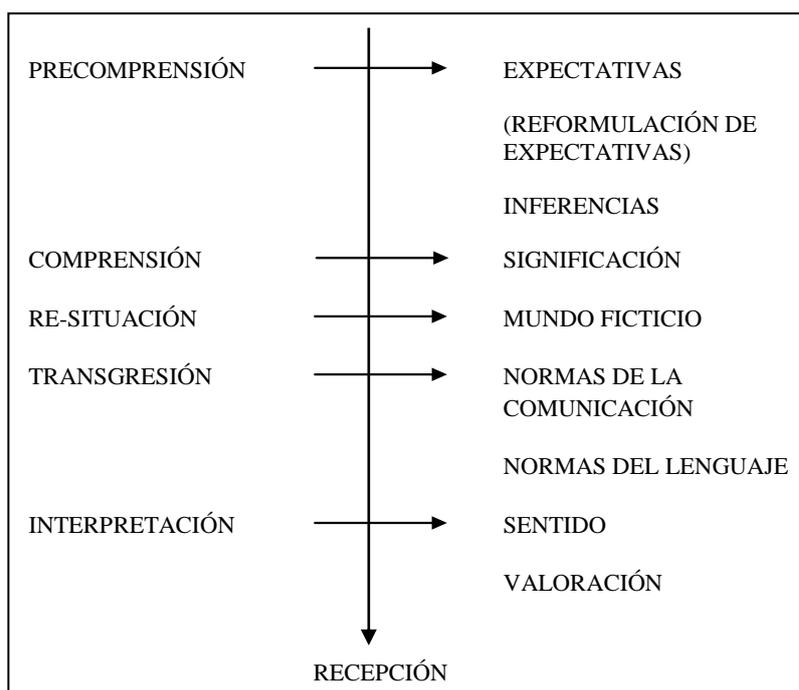 PRECOMPRENSIÓN EXPECTATIVAS
(REFORMULACIÓN DE
EXPECTATIVAS)
INFERENCIAS
COMPRENSIÓN SIGNIFICACIÓN
RE-SITUACIÓN MUNDO FICTICIO
TRANSGRESIÓN NORMAS DE LA
COMUNICACIÓN
NORMAS DEL LENGUAJE
INTERPRETACIÓN SENTIDO
VALORACIÓN
RECEPCIÓN